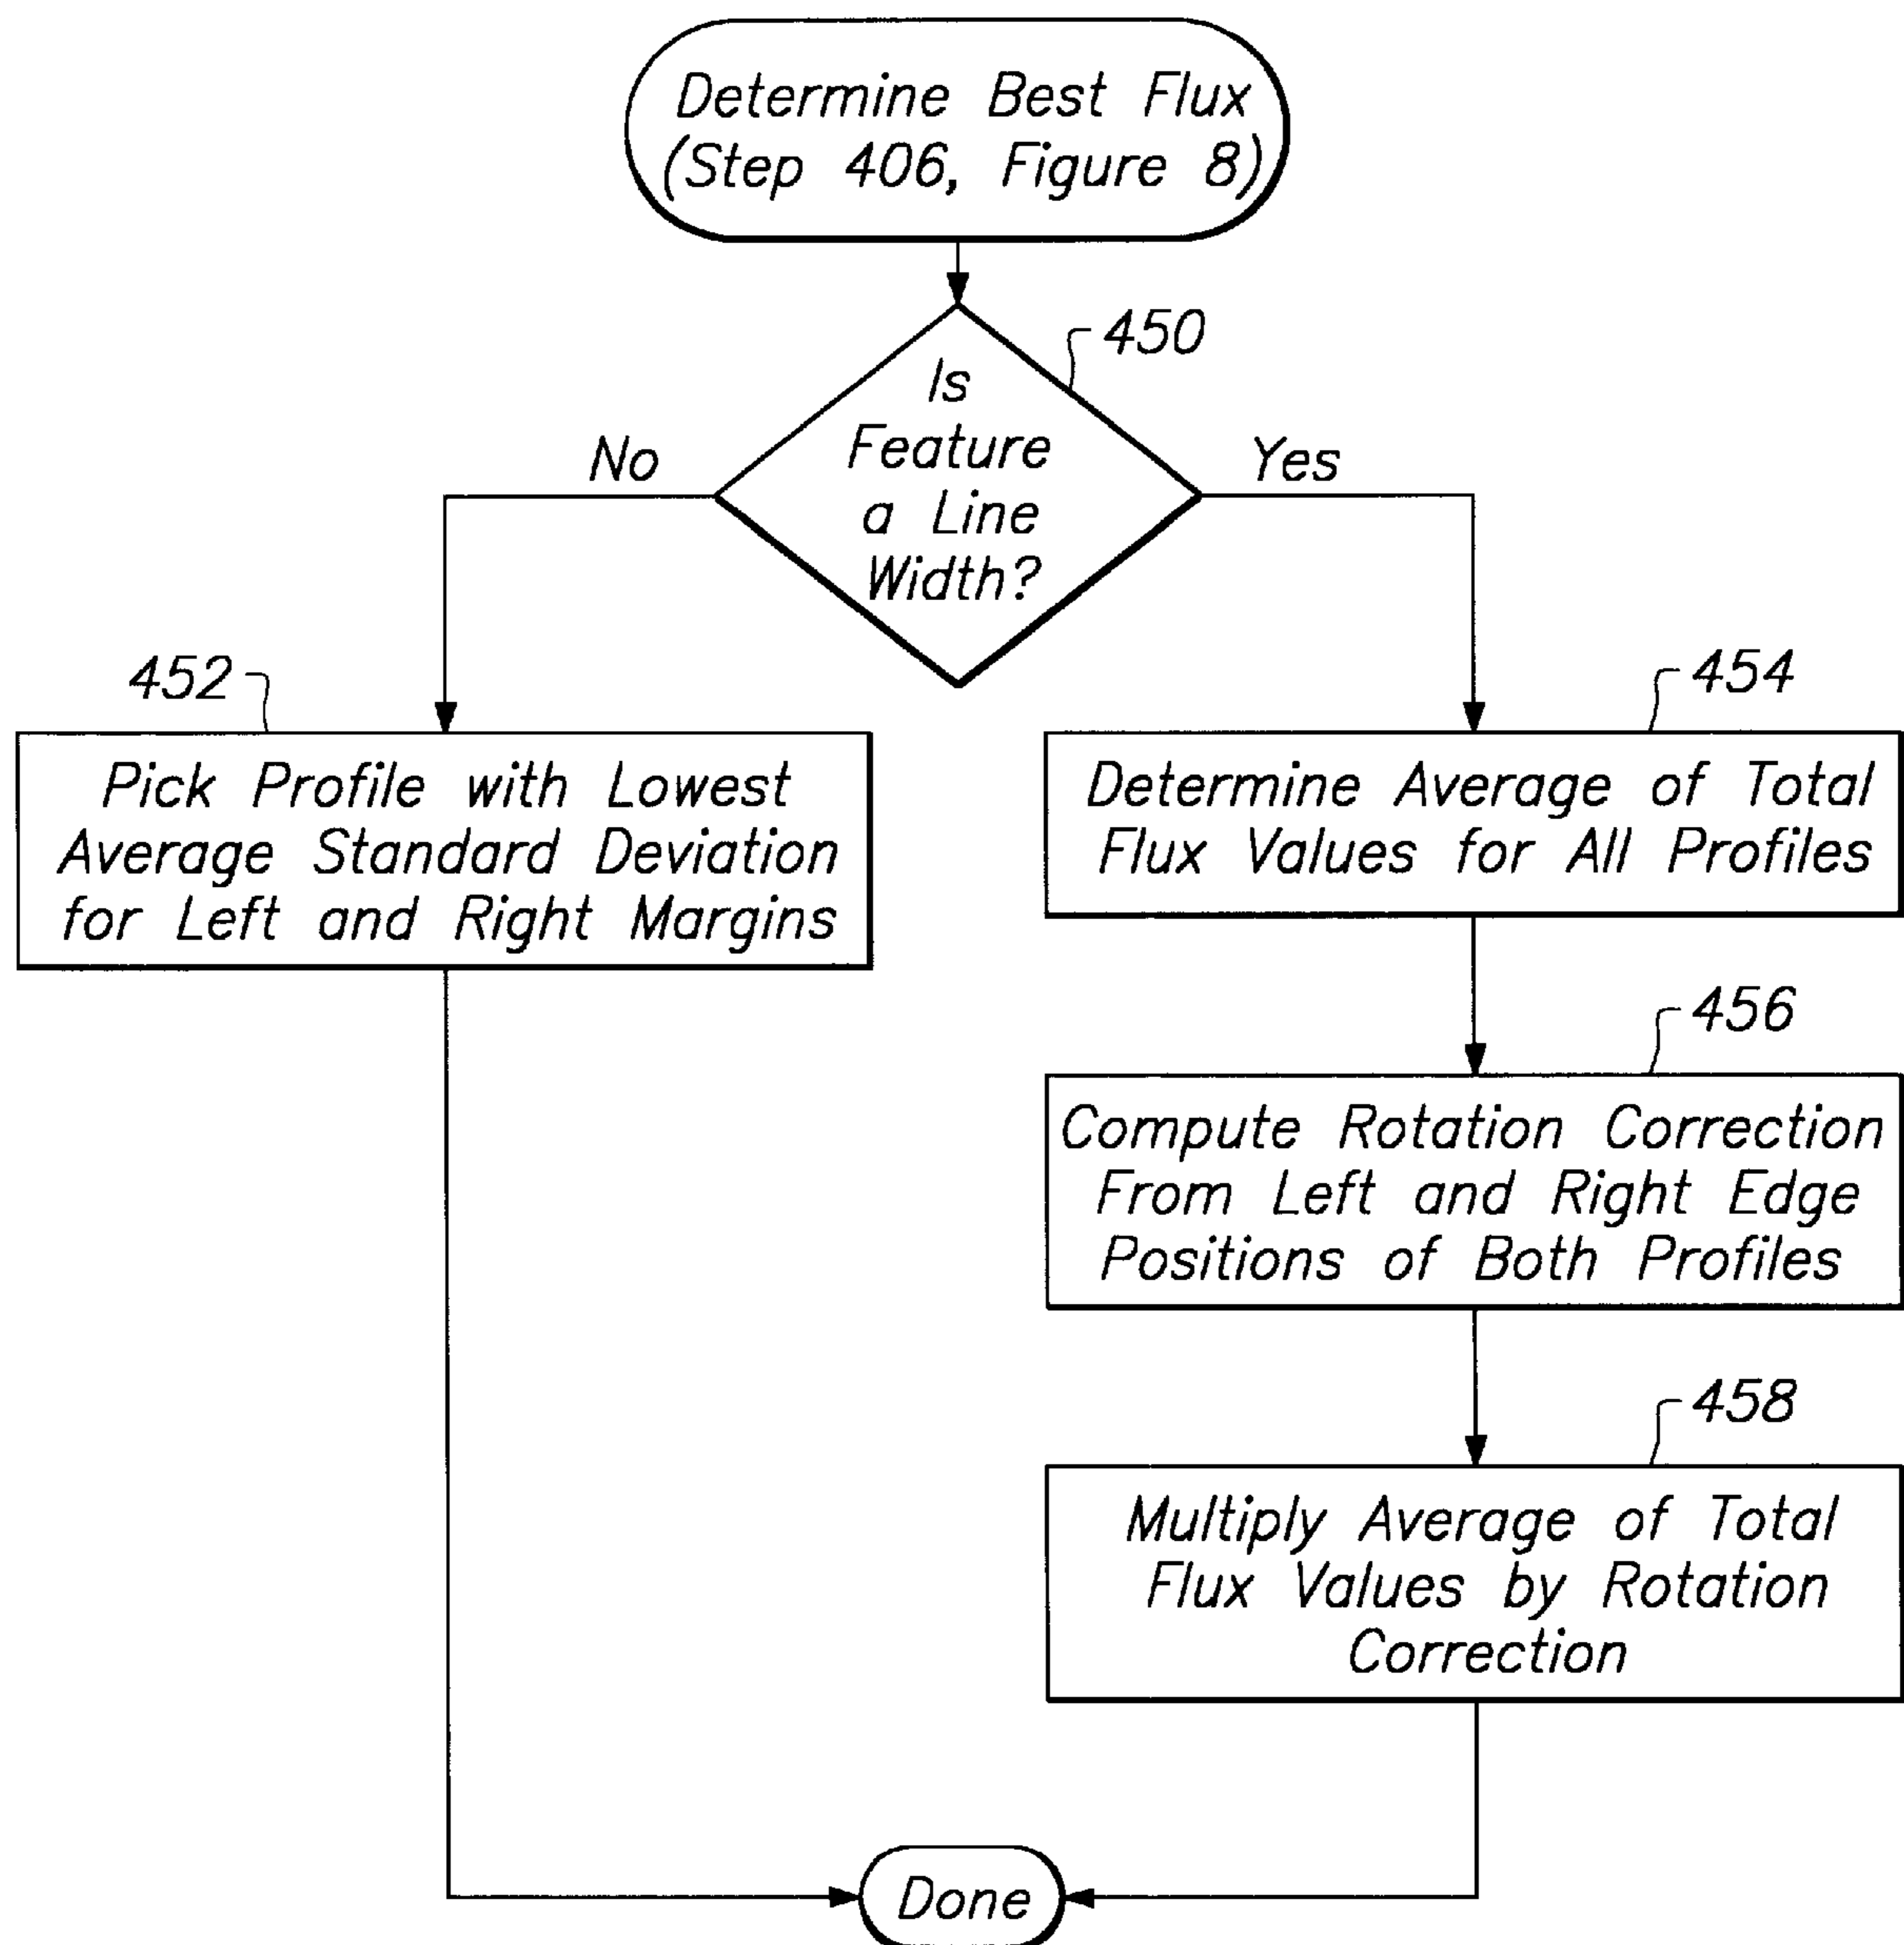 Determine Best Flux
(Step 406, Figure 8)
450
Is
Feature
a Line
Width?
No
Yes
452
Pick Profile with Lowest
Average Standard Deviation
for Left and Right Margins
454
Determine Average of Total
Flux Values for All Profiles
456
Compute Rotation Correction
From Left and Right Edge
Positions of Both Profiles
458
Multiply Average of Total
Flux Values by Rotation
Correction
Done